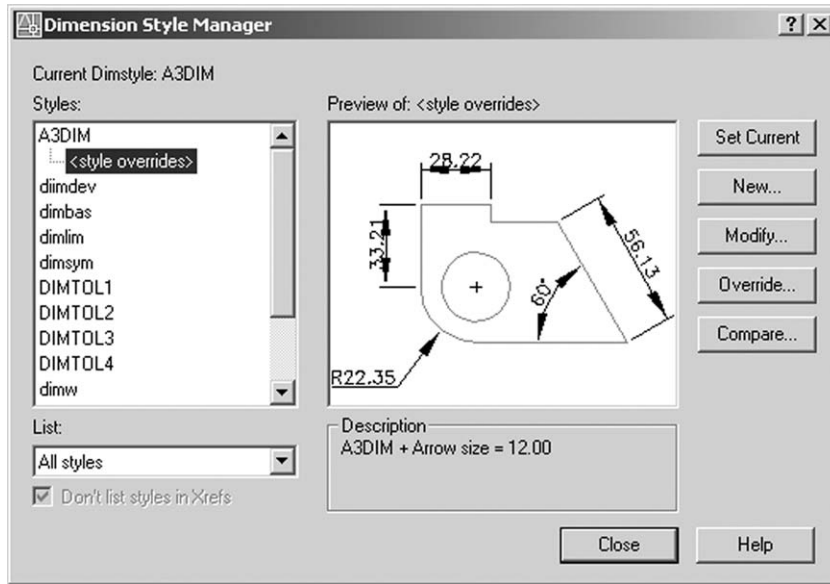 Dimension Style Manager
Current Dimstyle: A3DIM
Styles:
A3DIM
<style overrides>
diimdev
dimbas
dimlim
dimsym
DIMTOL1
DIMTOL2
DIMTOL3
DIMTOL4
dimw
List:
All styles
Don't list styles in Xrefs
Preview of: <style overrides>
28.22
33.21
56.13
60°
R22.35
Description
A3DIM + Arrow size = 12.00
Set Current
New...
Modify...
Override...
Compare...
Close
Help